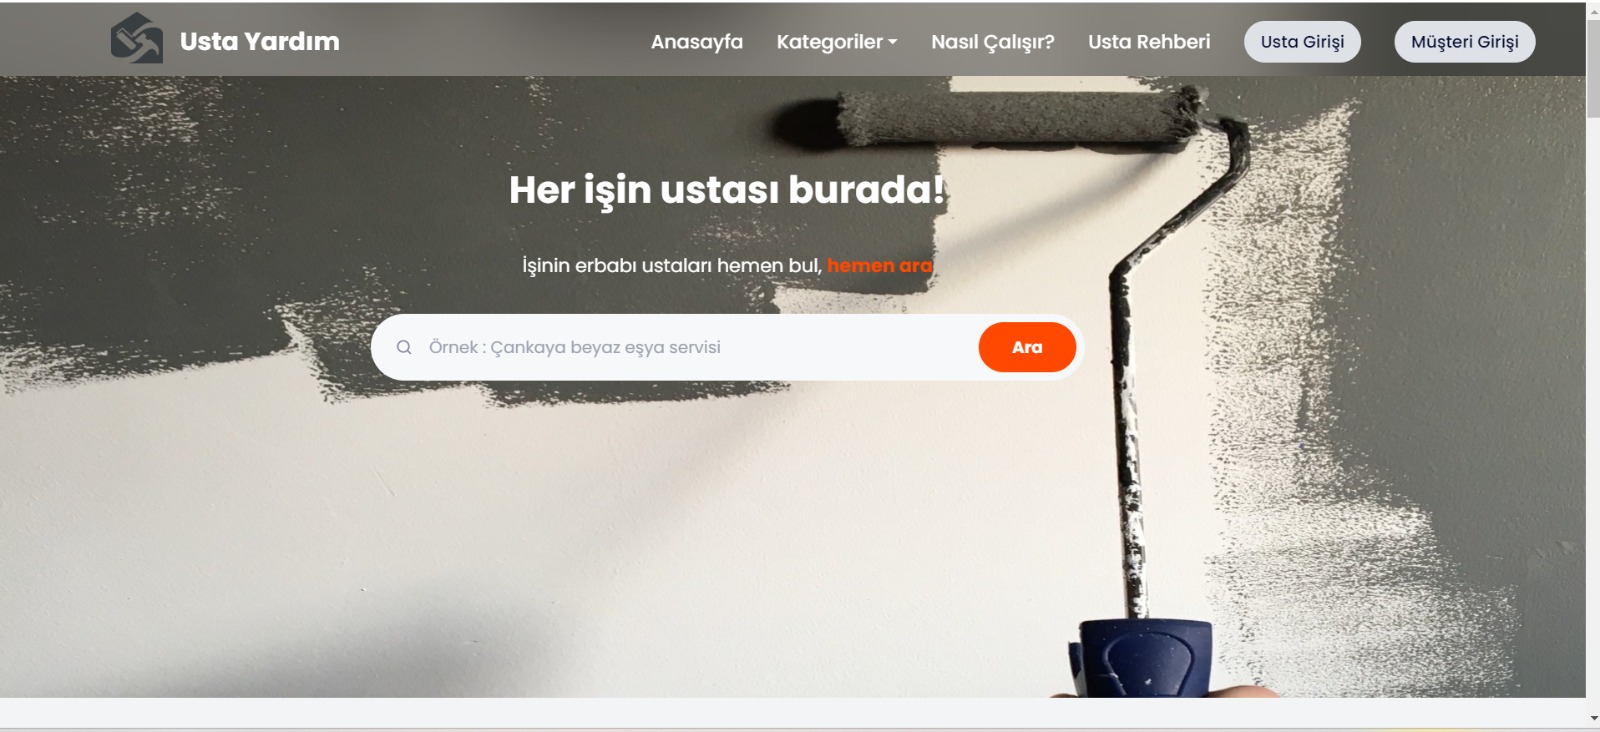 Usta Yardım
Anasayfa Kategoriler Nasıl Çalışır? Usta Rehberi Usta Girişi Müşteri Girişi
Her işin ustası burada!
İşinin erbabı ustaları hemen bul, hemen ara
Örnek : Çankaya beyaz eşya servisi Ara